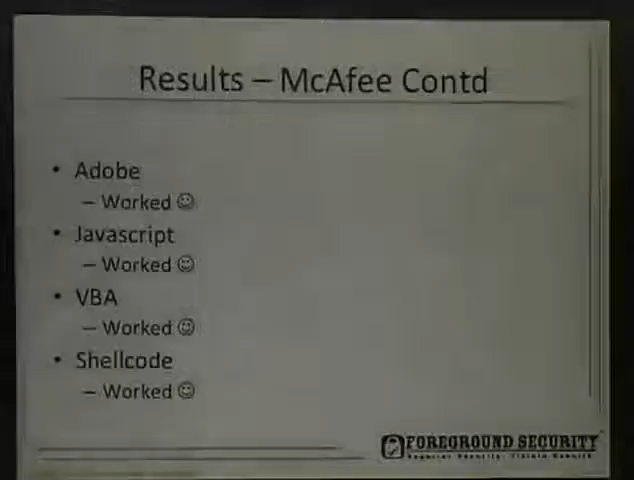 Results – McAfee Contd
• Adobe
– Worked ☺
• Javascript
– Worked ☺
• VBA
– Worked ☺
• Shellcode
– Worked ☺
FOREGROUND SECURITY